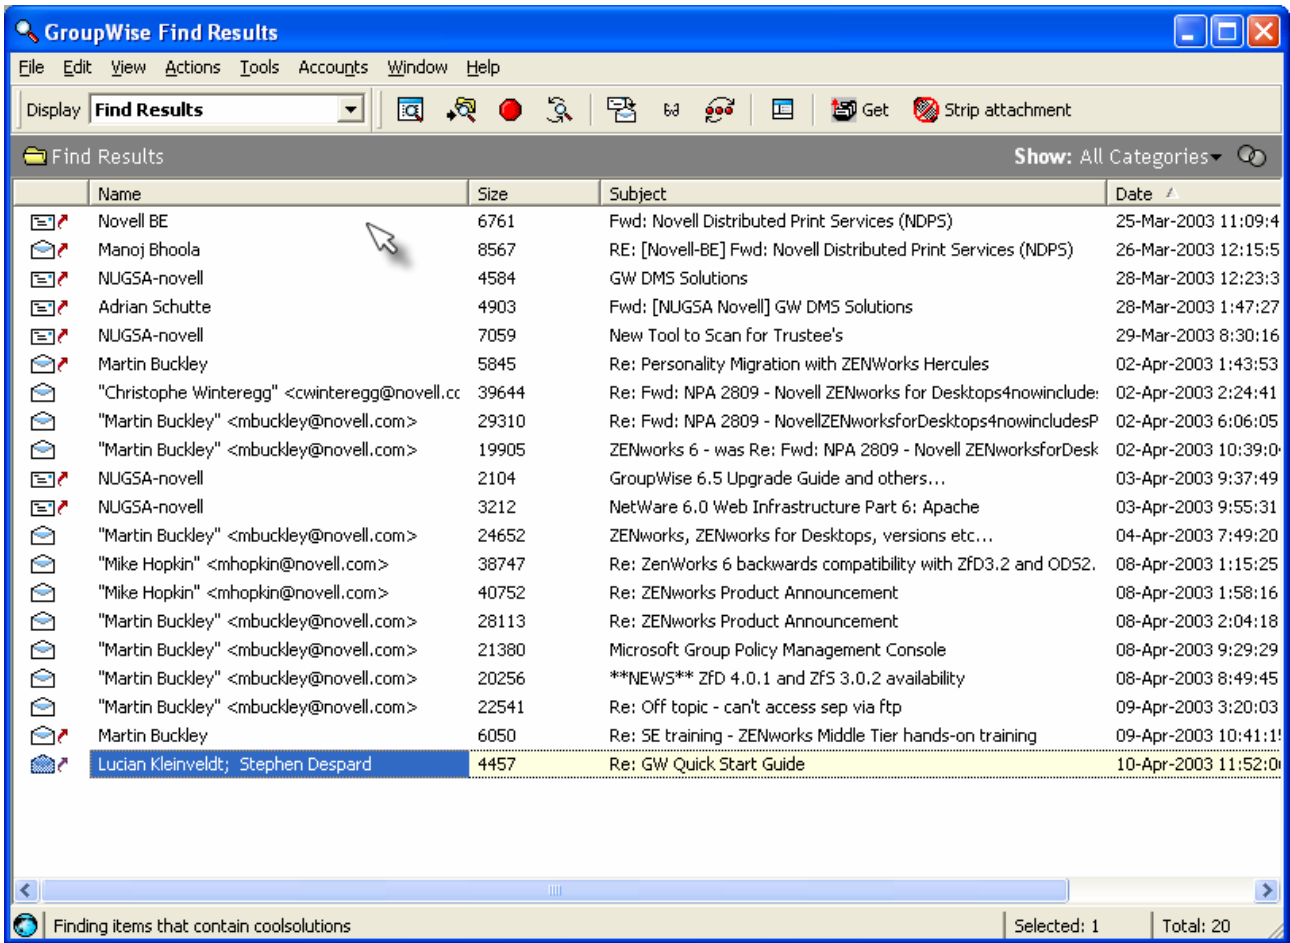 GroupWise Find Results
File Edit View Actions Tools Accounts Window Help
Display Find Results Get Strip attachment
Find Results Show: All Categories
Name Size Subject Date
Novell BE 6761 Fwd: Novell Distributed Print Services (NDPS) 25-Mar-2003 11:09:4
Manoj Bhoola 8567 RE: [Novell-BE] Fwd: Novell Distributed Print Services (NDPS) 26-Mar-2003 12:15:5
NUGSA-novell 4584 GW DMS Solutions 28-Mar-2003 12:23:3
Adrian Schutte 4903 Fwd: [NUGSA Novell] GW DMS Solutions 28-Mar-2003 1:47:27
NUGSA-novell 7059 New Tool to Scan for Trustee's 29-Mar-2003 8:30:16
Martin Buckley 5845 Re: Personality Migration with ZENWorks Hercules 02-Apr-2003 1:43:53
"Christophe Winteregg" <cwinteregg@novell.cc 39644 Re: Fwd: NPA 2809 - Novell ZENworks for Desktops4nowinclude: 02-Apr-2003 2:24:41
"Martin Buckley" <mbuckley@novell.com> 29310 Re: Fwd: NPA 2809 - NovellZENworksforDesktops4nowincludesP 02-Apr-2003 6:06:05
"Martin Buckley" <mbuckley@novell.com> 19905 ZENworks 6 - was Re: Fwd: NPA 2809 - Novell ZENworksforDesk 02-Apr-2003 10:39:0
NUGSA-novell 2104 GroupWise 6.5 Upgrade Guide and others... 03-Apr-2003 9:37:49
NUGSA-novell 3212 NetWare 6.0 Web Infrastructure Part 6: Apache 03-Apr-2003 9:55:31
"Martin Buckley" <mbuckley@novell.com> 24652 ZENworks, ZENworks for Desktops, versions etc... 04-Apr-2003 7:49:20
"Mike Hopkin" <mhopkin@novell.com> 38747 Re: ZenWorks 6 backwards compatibility with ZfD3.2 and ODS2. 08-Apr-2003 1:15:25
"Mike Hopkin" <mhopkin@novell.com> 40752 Re: ZENworks Product Announcement 08-Apr-2003 1:58:16
"Martin Buckley" <mbuckley@novell.com> 28113 Re: ZENworks Product Announcement 08-Apr-2003 2:04:18
"Martin Buckley" <mbuckley@novell.com> 21380 Microsoft Group Policy Management Console 08-Apr-2003 9:29:29
"Martin Buckley" <mbuckley@novell.com> 20256 **NEWS** ZfD 4.0.1 and ZfS 3.0.2 availability 08-Apr-2003 8:49:45
"Martin Buckley" <mbuckley@novell.com> 22541 Re: Off topic - can't access sep via ftp 09-Apr-2003 3:20:03
Martin Buckley 6050 Re: SE training - ZENworks Middle Tier hands-on training 09-Apr-2003 10:41:1
Lucian Kleinveldt; Stephen Despard 4457 Re: GW Quick Start Guide 10-Apr-2003 11:52:0
Finding items that contain coolsolutions Selected: 1 Total: 20